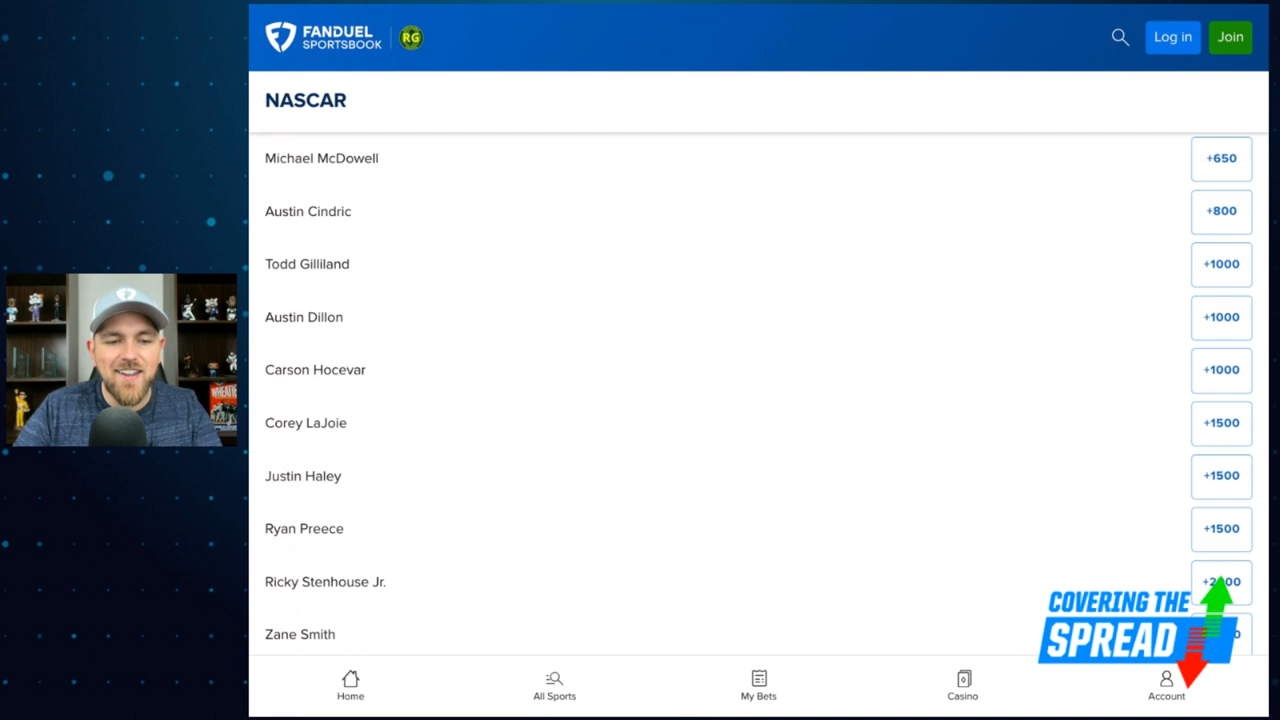 FANDUEL
SPORTSBOOK
RG
Log in
Join
NASCAR
Michael McDowell
+650
Austin Cindric
+800
Todd Gilliland
+1000
Austin Dillon
+1000
Carson Hocevar
+1000
Corey LaJoie
+1500
Justin Haley
+1500
Ryan Preece
+1500
Ricky Stenhouse Jr.
Zane Smith
WHEATIES
COVERING THE
SPREAD
Home
All Sports
My Bets
Casino
Account